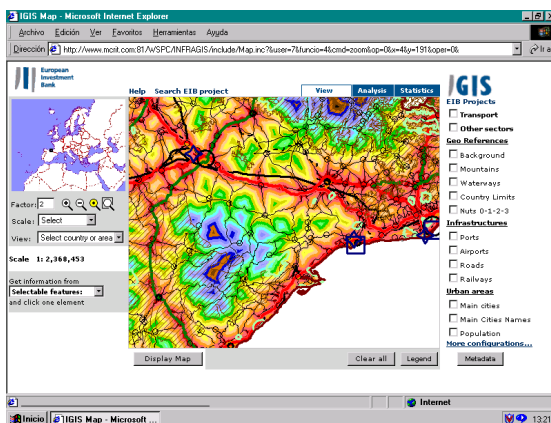 IGIS Map - Microsoft Internet Explorer
Archivo Edición Ver Favoritos Herramientas Ayuda
Dirección http://www.mcrit.com:81/WSPC/INFRAGIS/include/Map.inc?&user=7&funcio=4&cmd=zoom&op=0&x=4&y=191&oper=0& Ir a
European
Investment
Bank
Help Search EIB project View Analysis Statistics
IGIS
EIB Projects
Transport
Other sectors
Geo References
Background
Mountains
Waterways
Country Limits
Nuts 0-1-2-3
Infrastructures
Ports
Airports
Roads
Railways
Urban areas
Main cities
Main Cities Names
Population
More configurations...
Factor: 2
Scale: Select
View: Select country or area
Scale 1: 2,368,453
Get information from
Selectable features:
and click one element
Display Map Clear all Legend Metadata
Internet
Inicio IGIS Map - Microsoft ... 13:21